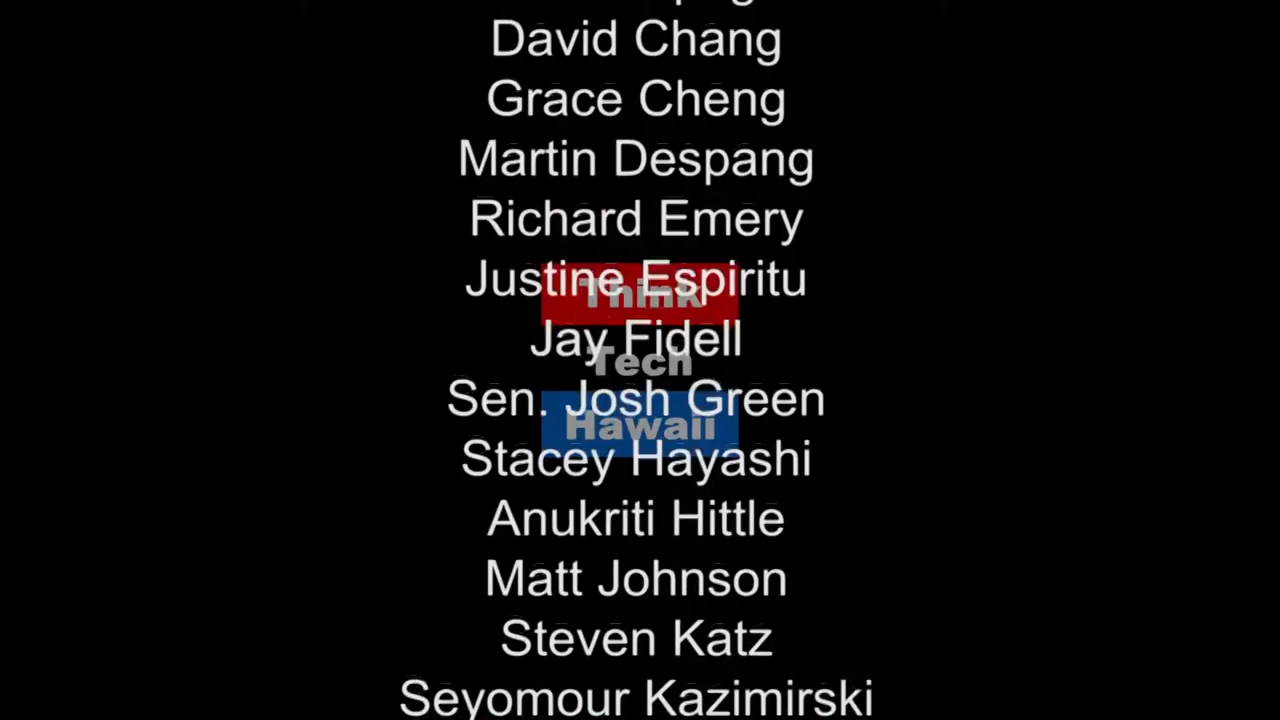 David Chang
Grace Cheng
Martin Despang
Richard Emery
Justine Espiritu
Think
Jay Fidell
Tech
Sen. Josh Green
Hawaii
Stacey Hayashi
Anukriti Hittle
Matt Johnson
Steven Katz
Seyomour Kazimirski